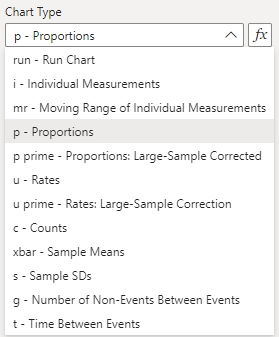 Chart Type
p - Proportions
fx
run - Run Chart
i - Individual Measurements
mr - Moving Range of Individual Measurements
p - Proportions
p prime - Proportions: Large-Sample Corrected
u - Rates
u prime - Rates: Large-Sample Correction
c - Counts
xbar - Sample Means
s - Sample SDs
g - Number of Non-Events Between Events
t - Time Between Events